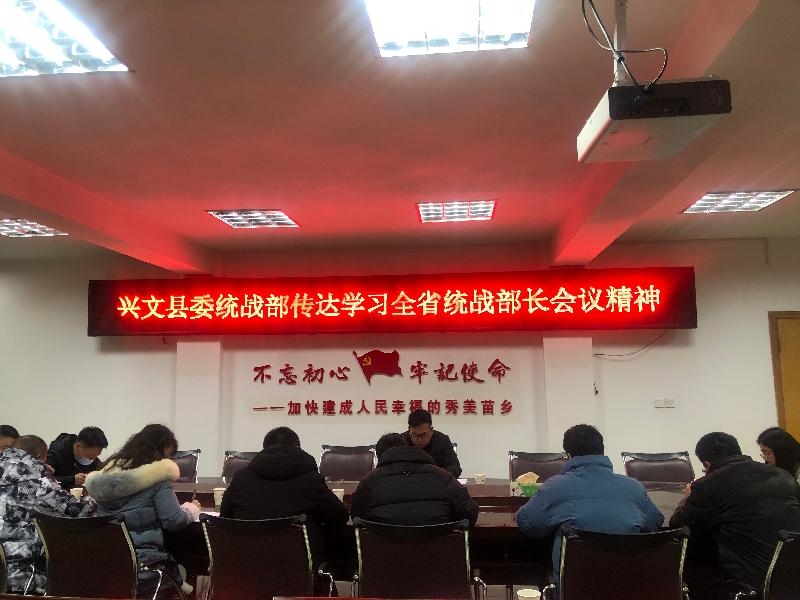 兴文县委统战部传达学习全省统战部长会议精神
不忘初心 牢記使命
——加快建成人民幸福的秀美苗乡